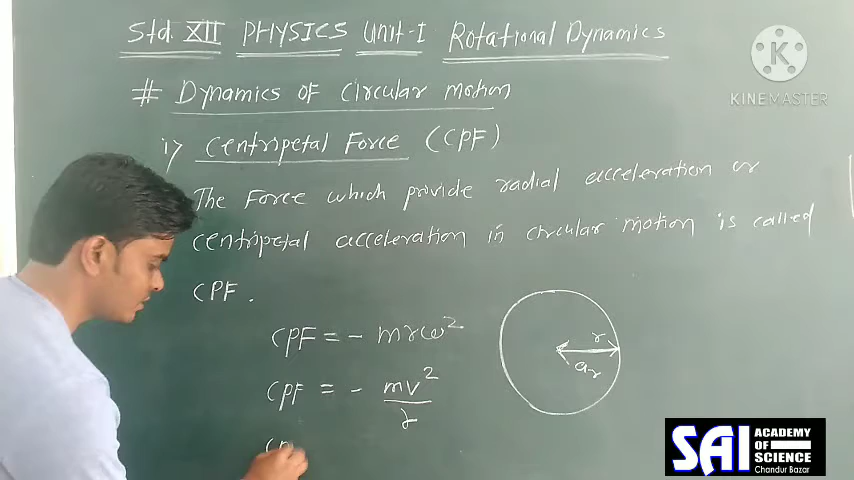 Std. XII PHYSICS Unit-I Rotational Dynamics
# Dynamics of Circular motion
i) Centripetal Force (CPF)
The Force which provide radial acceleration or
centripetal acceleration in circular motion is called
CPF.
CPF = - mrω²
CPF = - mv²/r
r
ar
K
KINEMASTER
SAI ACADEMY
OF
SCIENCE
Chandur Bazar